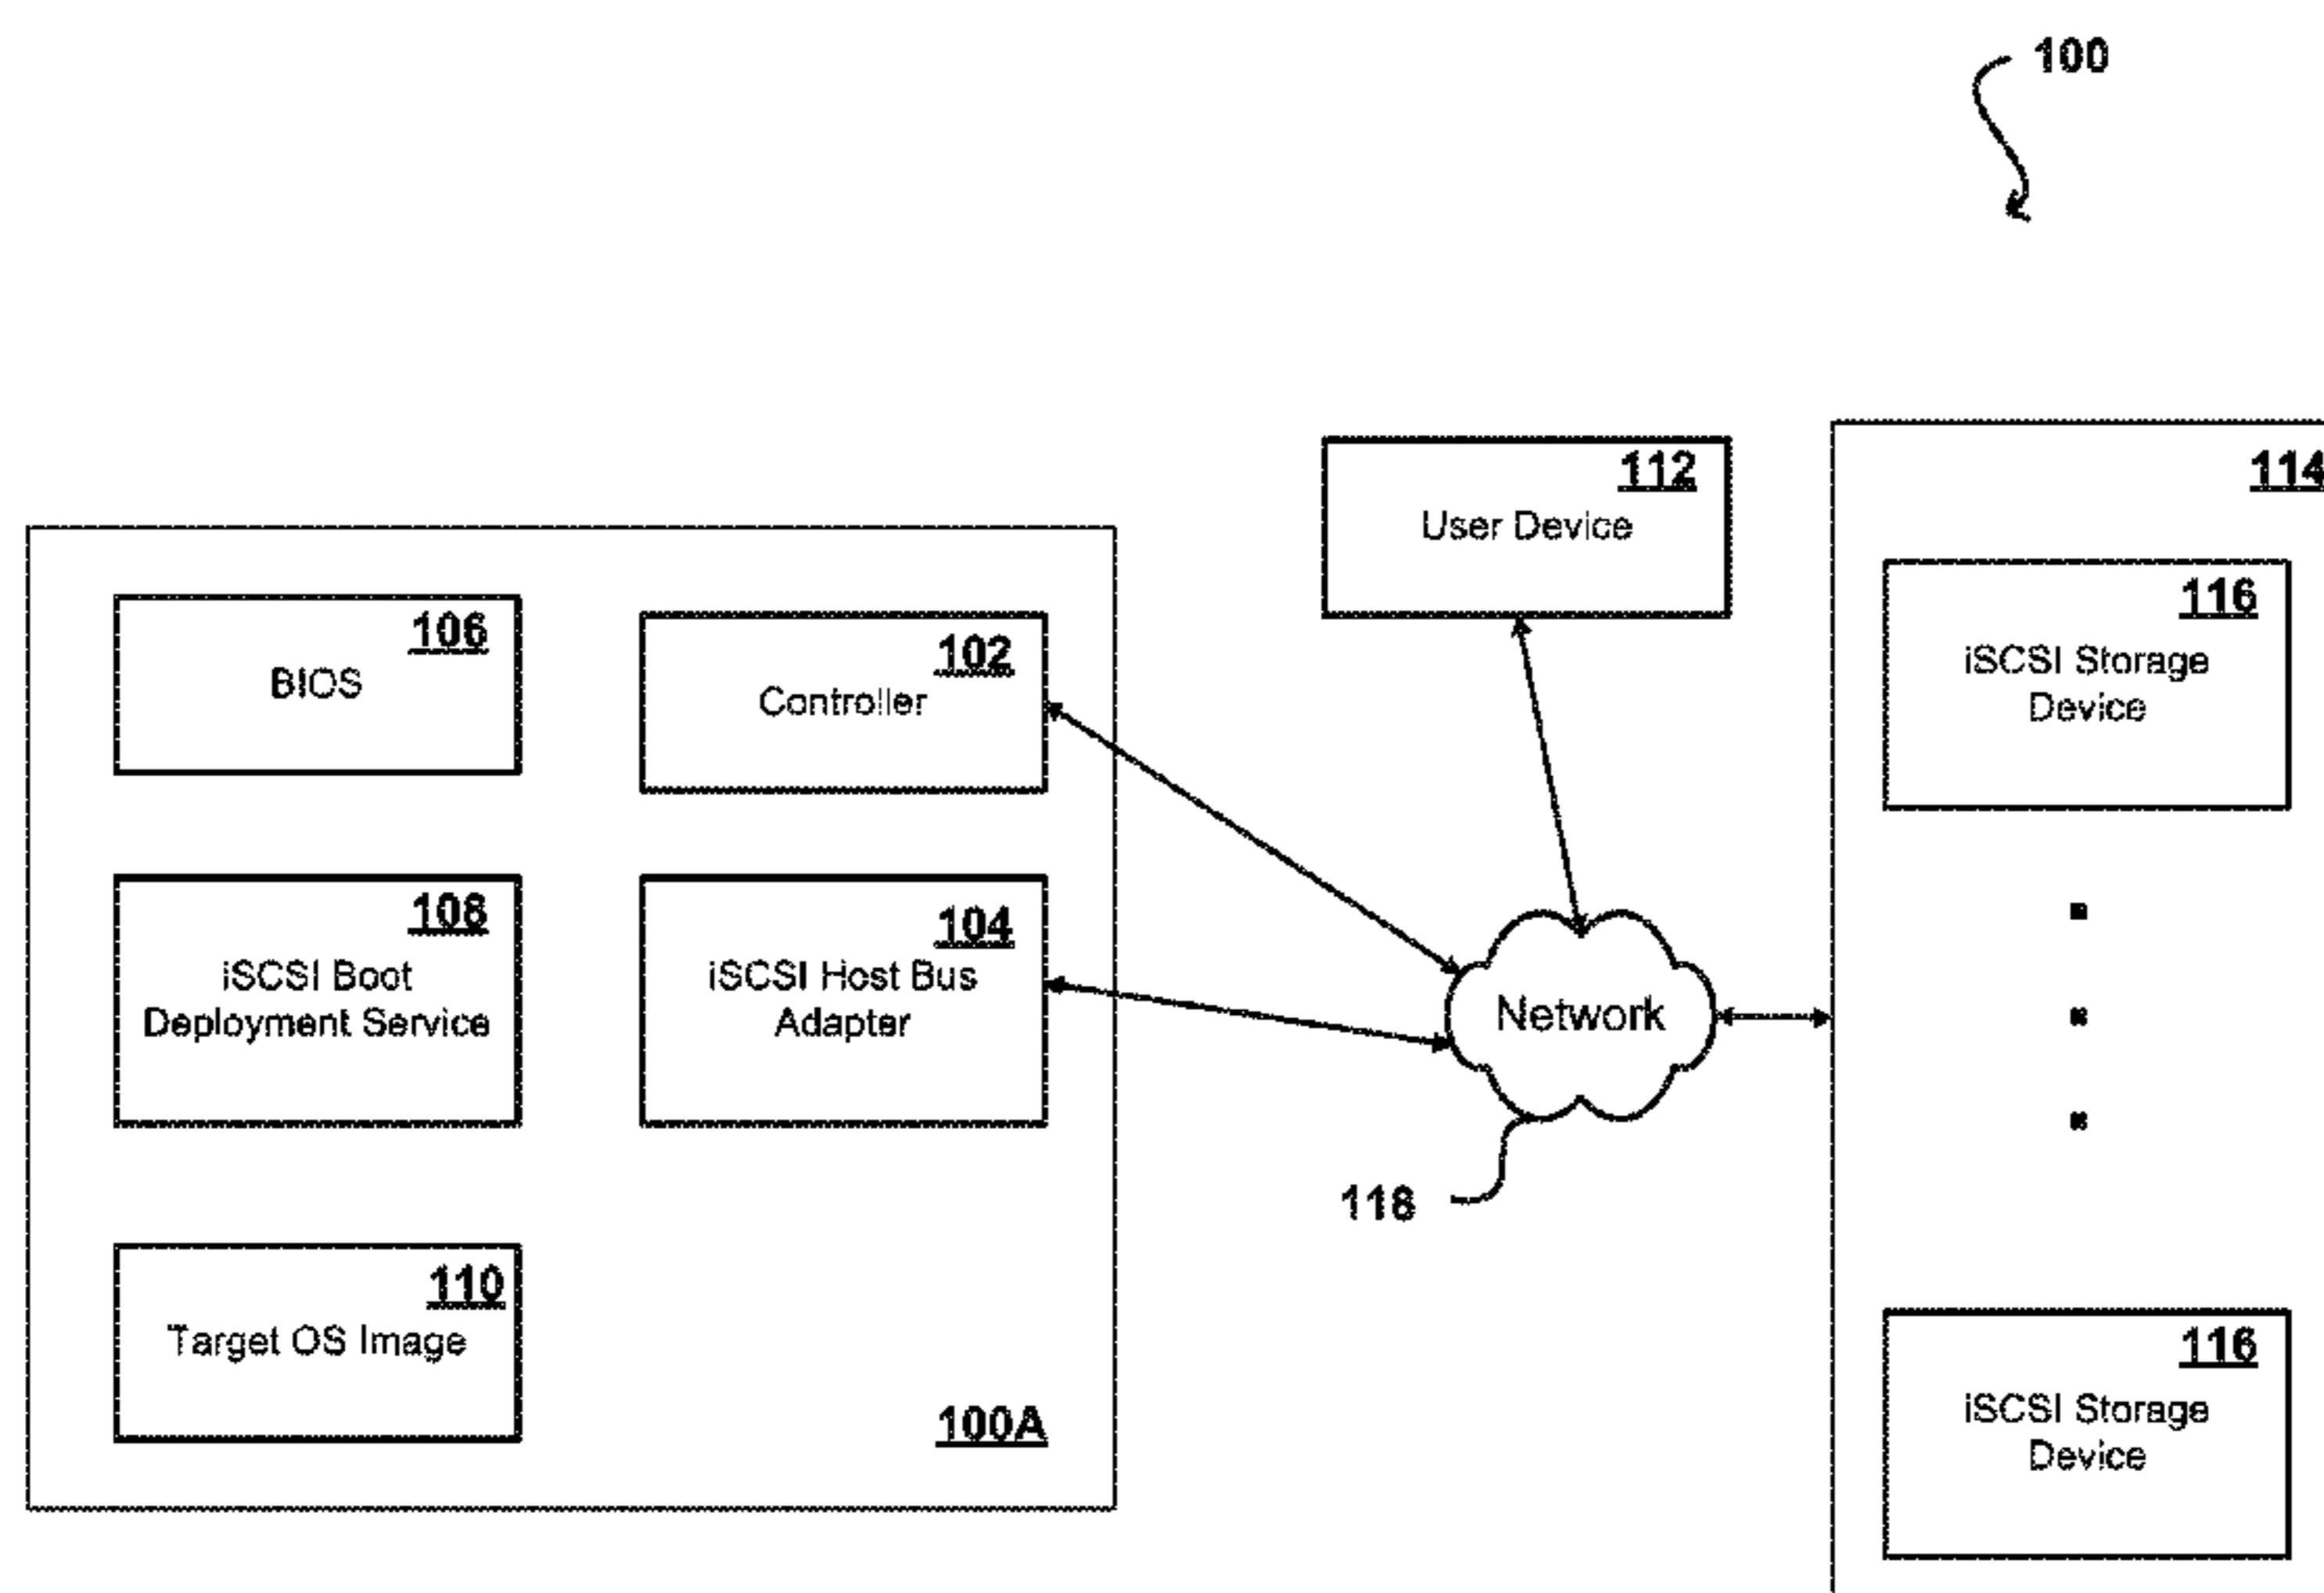 100
112
User Device
114
106
BIOS
102
Controller
116
iSCSI Storage
Device
108
iSCSI Boot
Deployment Service
104
iSCSI Host Bus
Adapter
Network
118
110
Target OS Image
100A
116
iSCSI Storage
Device